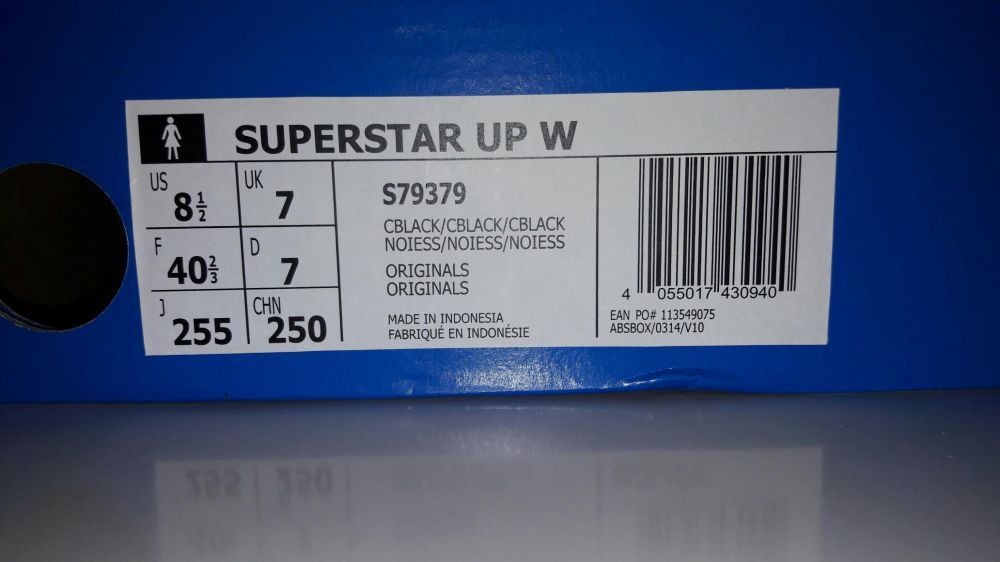 SUPERSTAR UP W
US
8½
UK
7
F
40⅔
D
7
J
255
CHN
250
S79379
CBLACK/CBLACK/CBLACK
NOIESS/NOIESS/NOIESS
ORIGINALS
ORIGINALS
MADE IN INDONESIA
FABRIQUÉ EN INDONÉSIE
4 055017 430940
EAN PO# 113549075
ABSBOX/0314/V10